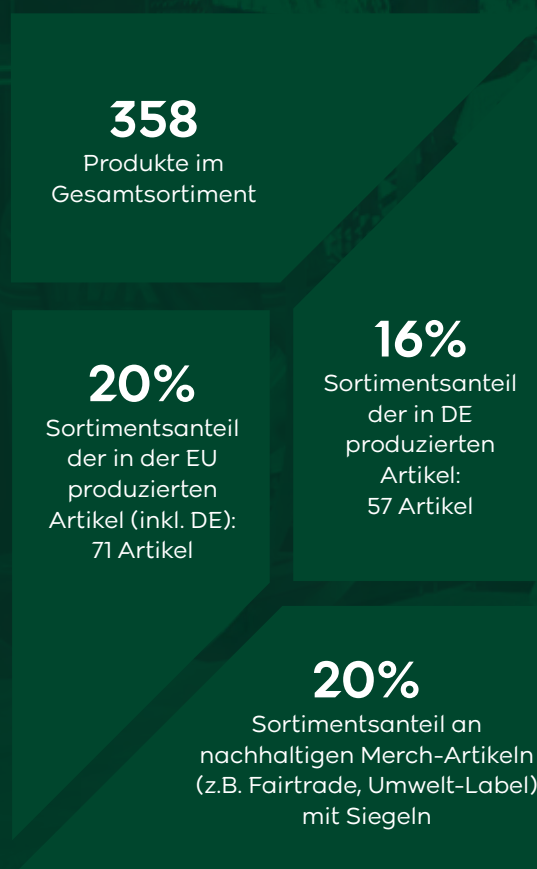 358
Produkte im
Gesamtsortiment
16%
Sortimentsanteil
der in DE
produzierten
Artikel:
57 Artikel
20%
Sortimentsanteil
der in der EU
produzierten
Artikel (inkl. DE):
71 Artikel
20%
Sortimentsanteil an
nachhaltigen Merch-Artikeln
(z.B. Fairtrade, Umwelt-Label)
mit Siegeln